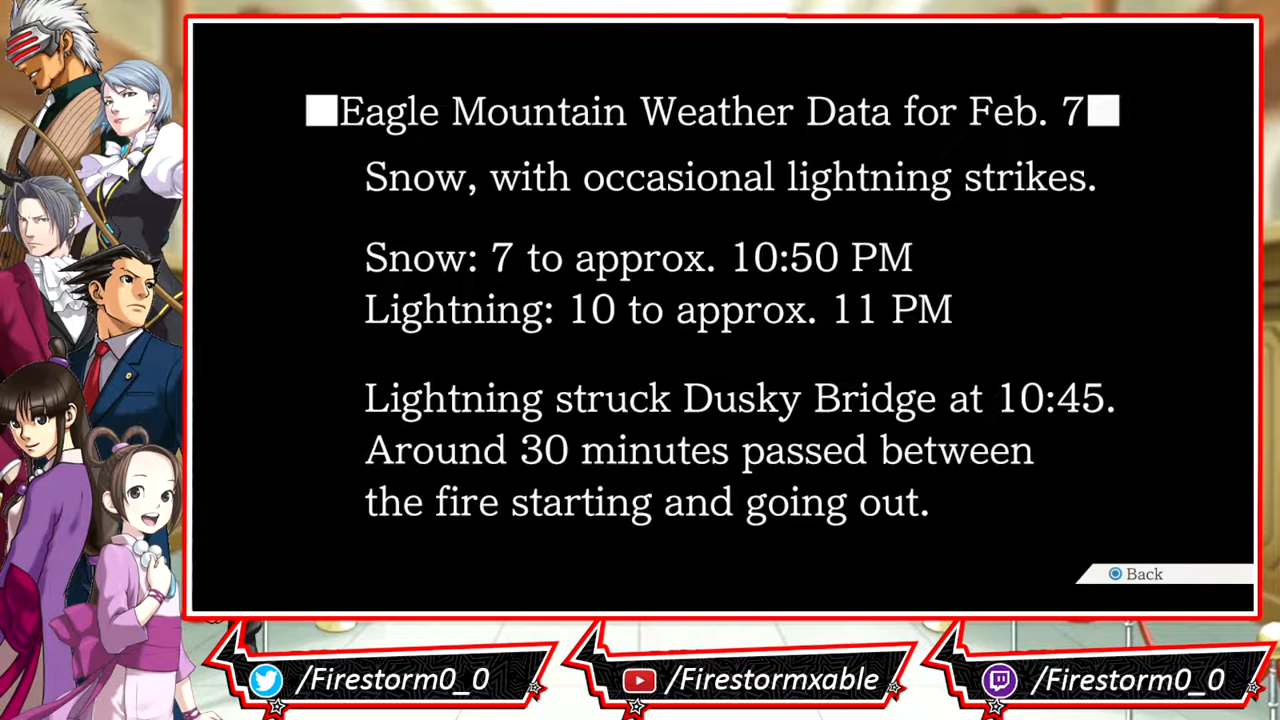 ■Eagle Mountain Weather Data for Feb. 7■
Snow, with occasional lightning strikes.
Snow: 7 to approx. 10:50 PM
Lightning: 10 to approx. 11 PM
Lightning struck Dusky Bridge at 10:45.
Around 30 minutes passed between
the fire starting and going out.
Back
/Firestorm0_0
/Firestormxable
/Firestorm0_0